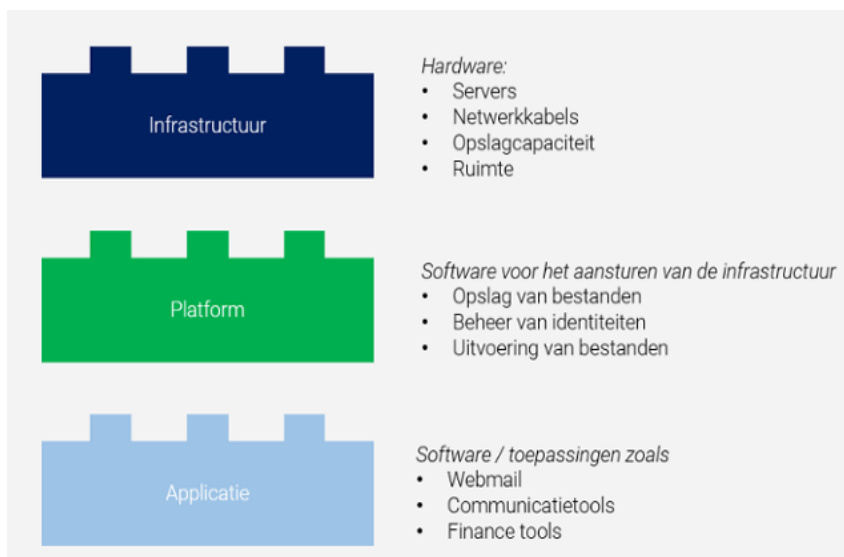 Infrastructuur
Hardware:
• Servers
• Netwerkkabels
• Opslagcapaciteit
• Ruimte
Platform
Software voor het aansturen van de infrastructuur
• Opslag van bestanden
• Beheer van identiteiten
• Uitvoering van bestanden
Applicatie
Software / toepassingen zoals
• Webmail
• Communicatietools
• Finance tools